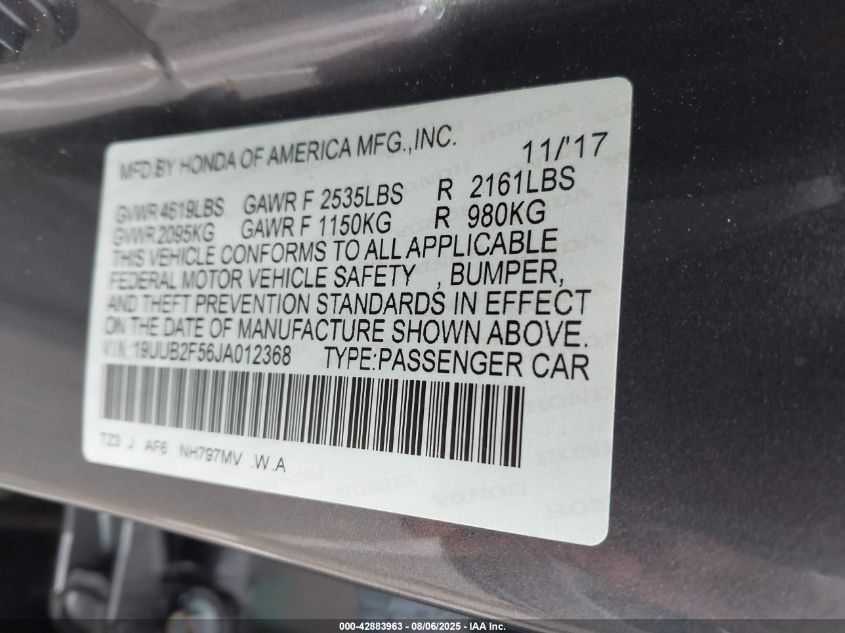 MFD.BY HONDA OF AMERICA MFG.,INC. 11/'17
GVWR 4619LBS GAWR F 2535LBS R 2161LBS
GVWR 2095KG GAWR F 1150KG R 980KG
THIS VEHICLE CONFORMS TO ALL APPLICABLE
FEDERAL MOTOR VEHICLE SAFETY , BUMPER,
AND THEFT PREVENTION STANDARDS IN EFFECT
ON THE DATE OF MANUFACTURE SHOWN ABOVE.
V.I.N.:19UUB2F56JA012368 TYPE:PASSENGER CAR
TZ3 J AF6 NH797MV .W .A
000-42883963 - 08/06/2025 - IAA Inc.